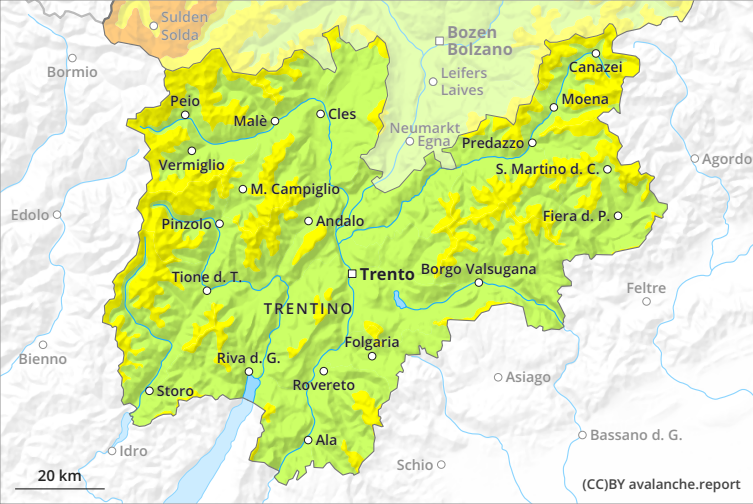 Sulden
Solda
Bozen
Bolzano
Bormio
Canazei
Leifers
Laives
Peio
Moena
Malè
Cles
Neumarkt
Egna
Predazzo
Vermiglio
Agordo
S. Martino d. C.
M. Campiglio
Edolo
Fiera d. P.
Pinzolo
Andalo
Trento
Borgo Valsugana
Tione d. T.
Feltre
TRENTINO
Folgaria
Bienno
Riva d. G.
Asiago
Rovereto
Storo
Bassano d. G.
Ala
Idro
Schio
20 km
(CC)BY avalanche.report